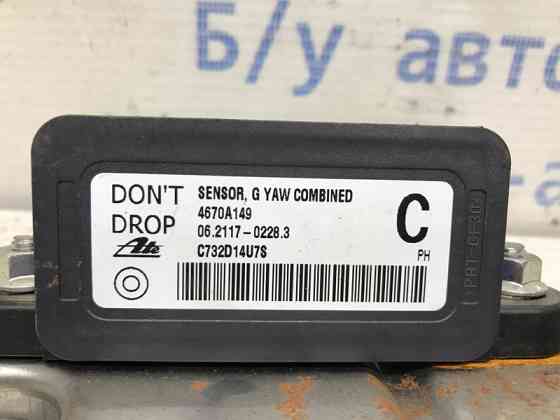 Б/у авто
DON'T
DROP
SENSOR, G YAW COMBINED
4670A149
06.2117-0228.3
C732D14U7S
Ate
C
PH